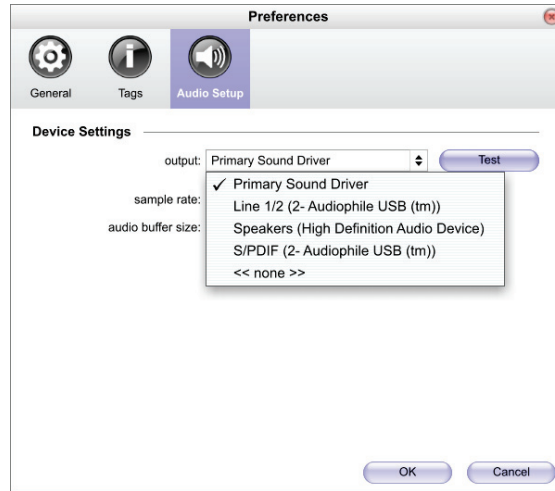 Preferences
General Tags Audio Setup
Device Settings
output: Primary Sound Driver Test
✓ Primary Sound Driver
sample rate: Line 1/2 (2- Audiophile USB (tm))
audio buffer size: Speakers (High Definition Audio Device)
S/PDIF (2- Audiophile USB (tm))
<< none >>
OK Cancel